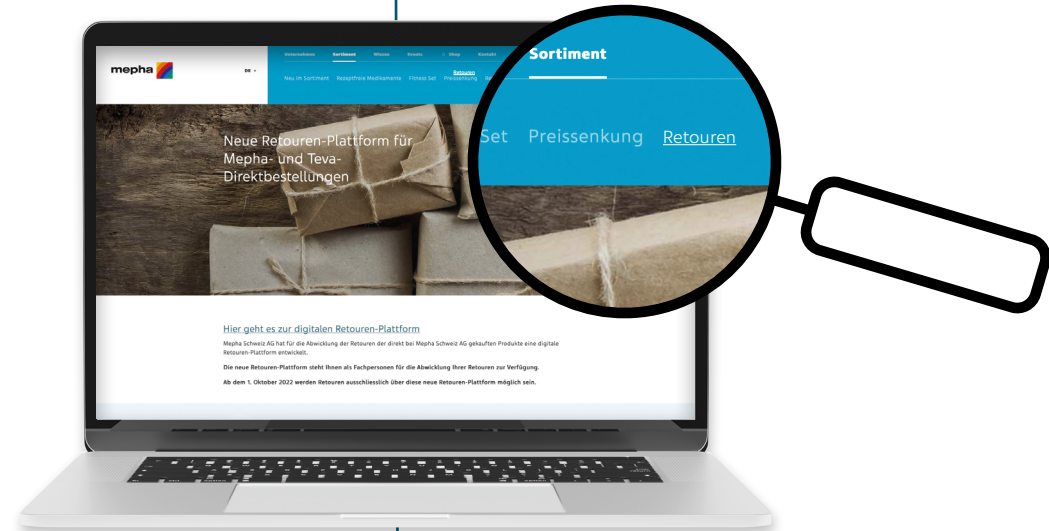 mepha
DE
Unternehmen Sortiment Wissen Events Shop Kontakt
Neu im Sortiment Rezeptfreie Medikamente Fitness Set Preissenkung Retouren
Sortiment
Set Preissenkung Retouren
Neue Retouren-Plattform für
Mepha- und Teva-
Direktbestellungen
Hier geht es zur digitalen Retouren-Plattform
Mepha Schweiz AG hat für die Abwicklung der Retouren der direkt bei Mepha Schweiz AG gekauften Produkte eine digitale
Retouren-Plattform entwickelt.
Die neue Retouren-Plattform steht Ihnen als Fachpersonen für die Abwicklung Ihrer Retouren zur Verfügung.
Ab dem 1. Oktober 2022 werden Retouren ausschliesslich über diese neue Retouren-Plattform möglich sein.